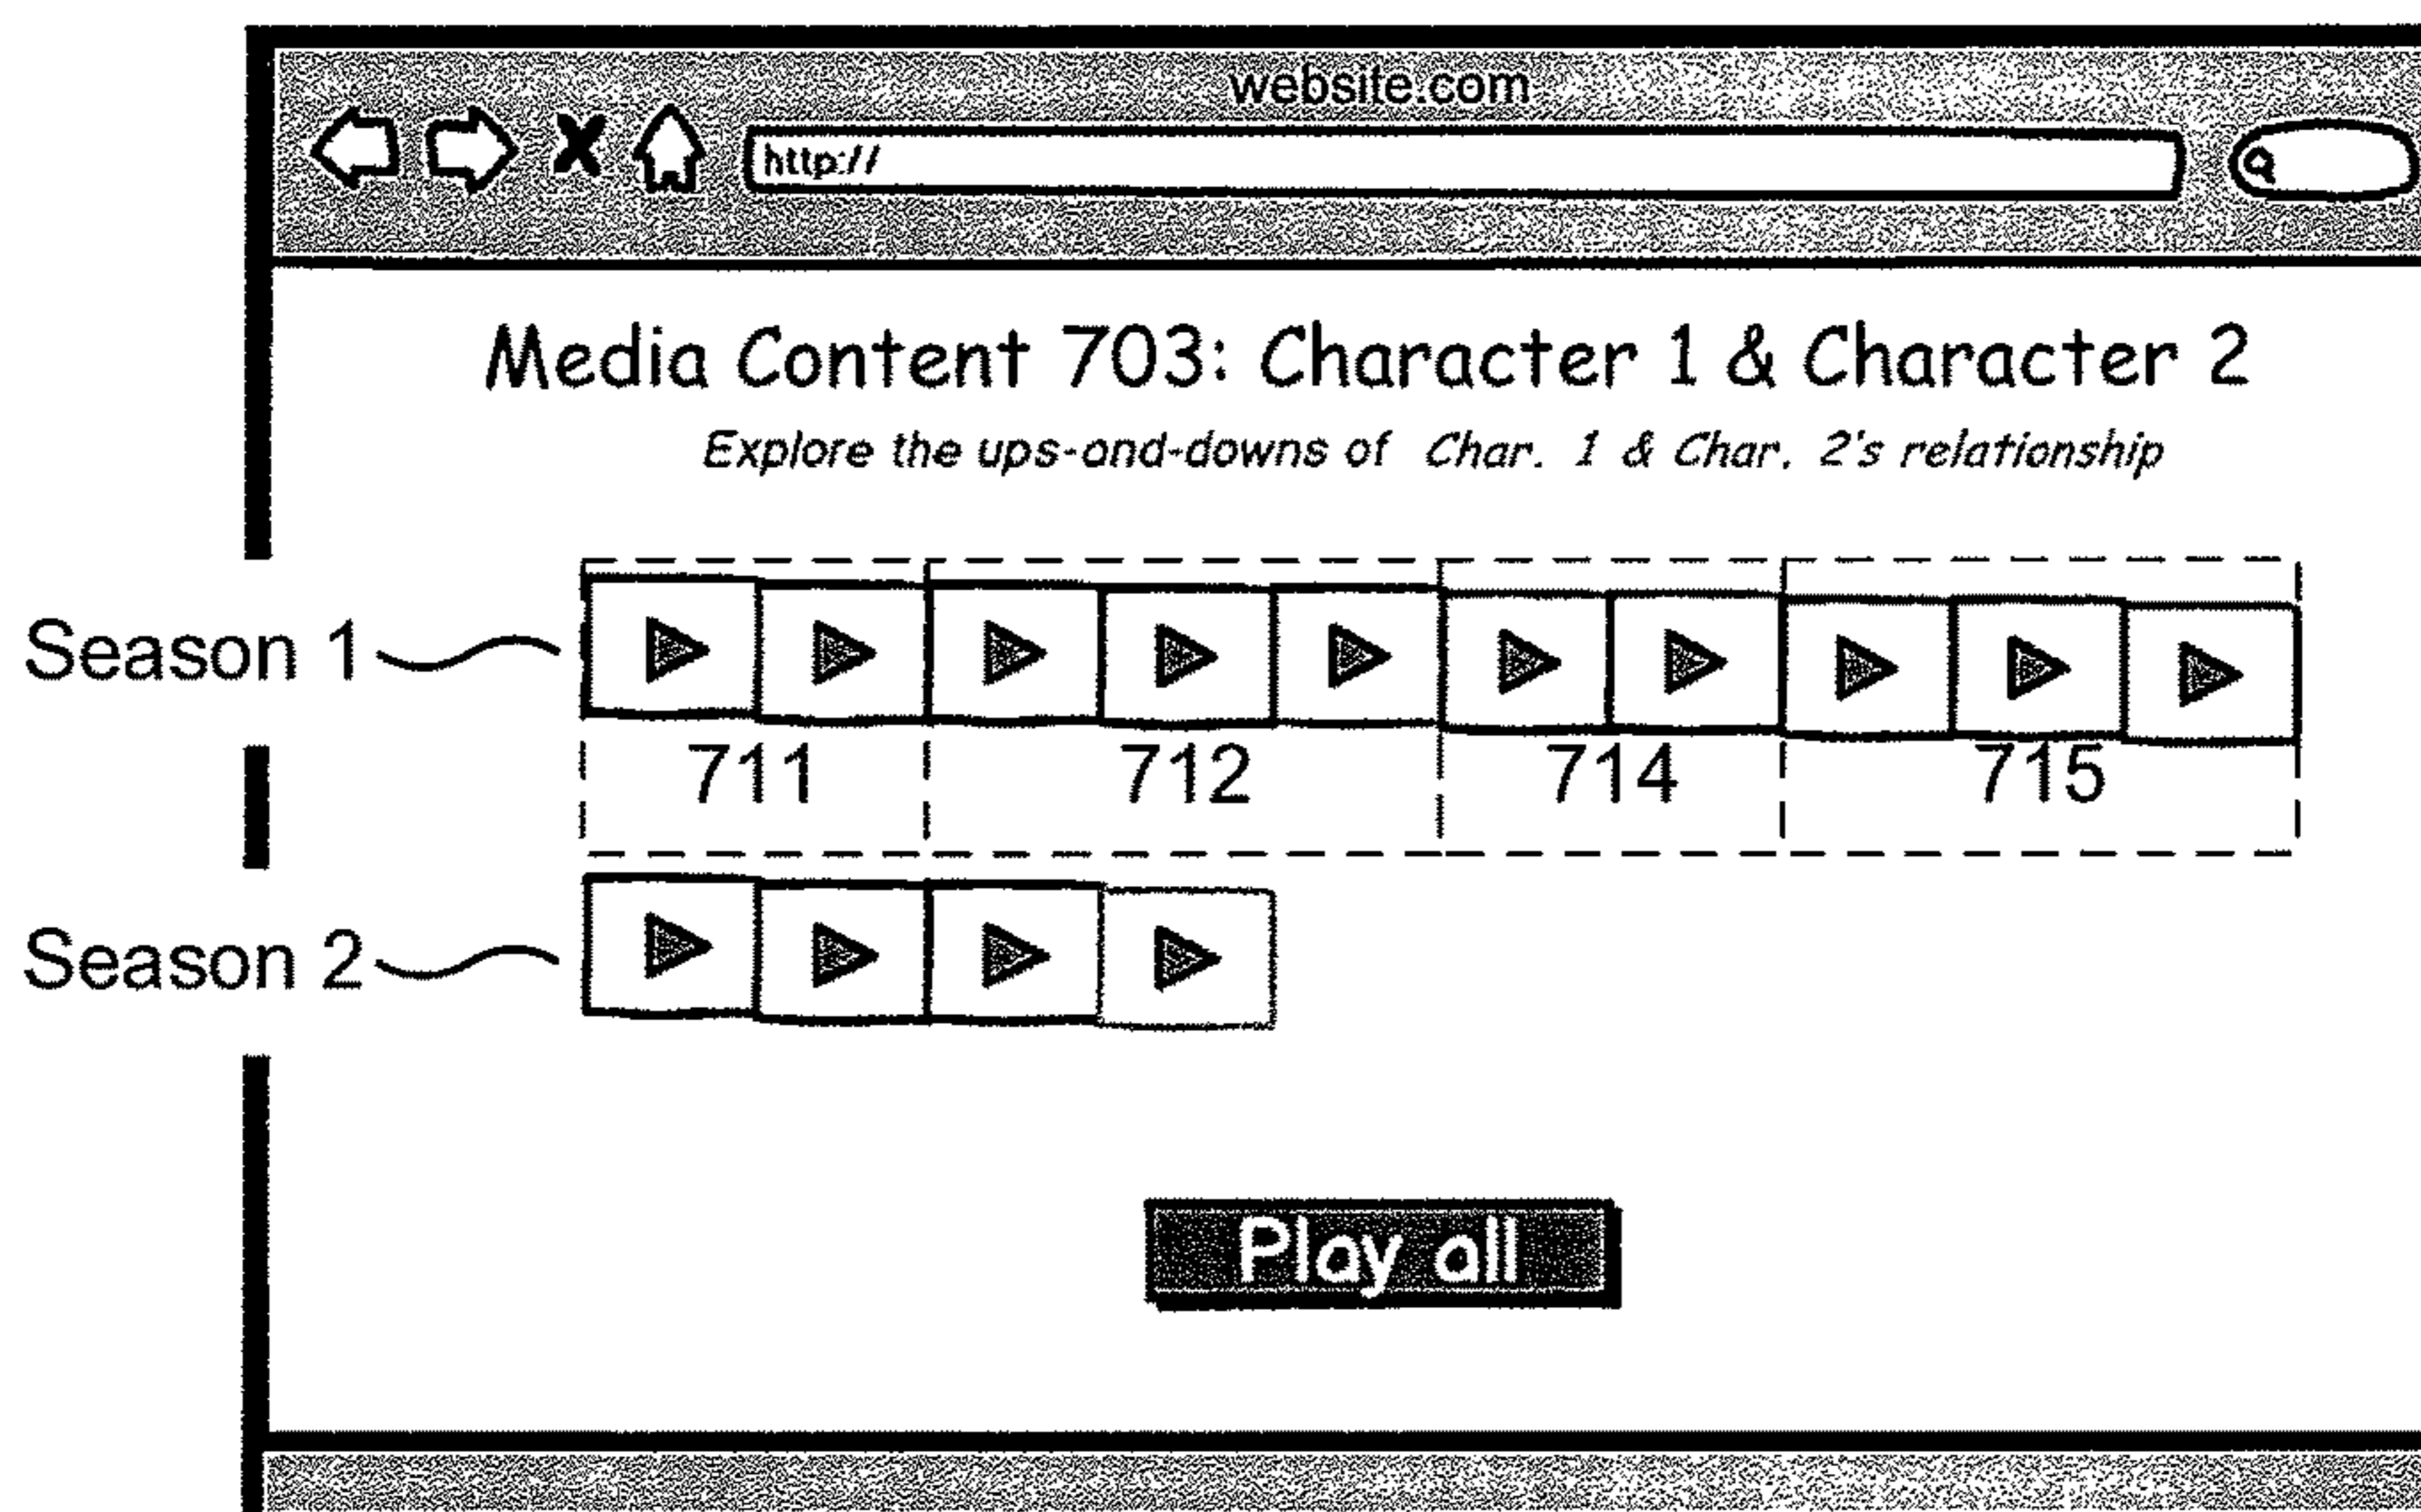 website.com
http://
Media Content 703: Character 1 & Character 2
Explore the ups-and-downs of Char. 1 & Char. 2's relationship
Season 1
711 712 714 715
Season 2
Play all